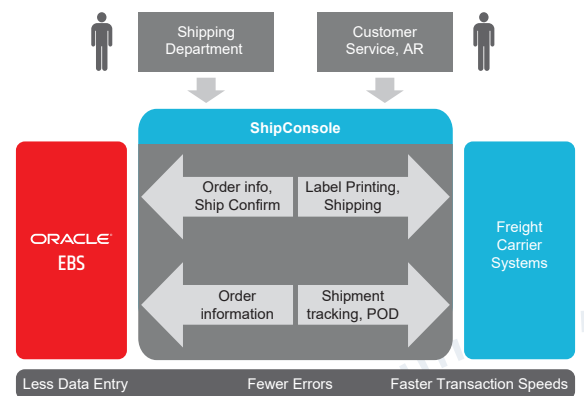 Shipping
Department
Customer
Service, AR
ShipConsole
Order info,
Ship Confirm
Label Printing,
Shipping
ORACLE
EBS
Freight
Carrier
Systems
Order
information
Shipment
tracking, POD
Less Data Entry
Fewer Errors
Faster Transaction Speeds